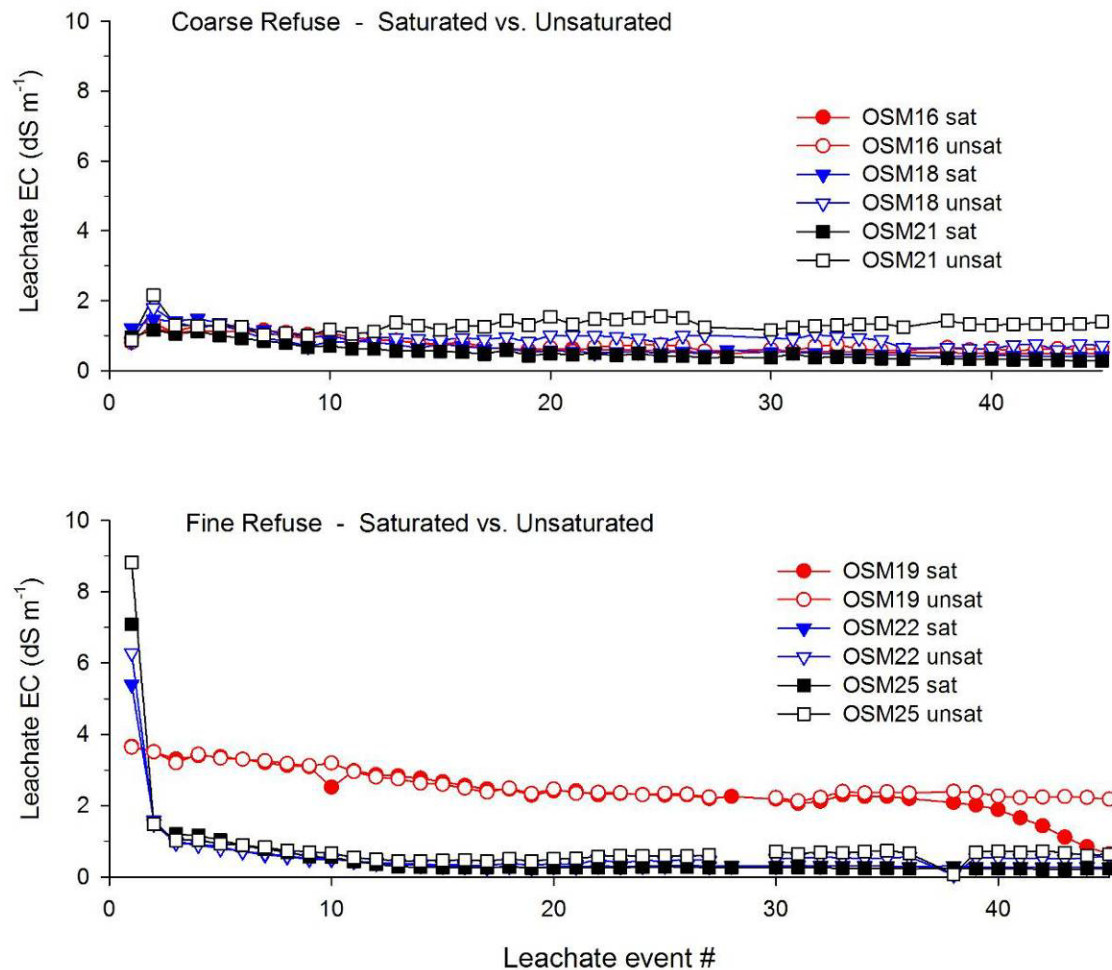 Coarse Refuse - Saturated vs. Unsaturated
Leachate EC (dS m⁻¹)
10
8
6
4
2
0
OSM16 sat
OSM16 unsat
OSM18 sat
OSM18 unsat
OSM21 sat
OSM21 unsat
0 10 20 30 40
Fine Refuse - Saturated vs. Unsaturated
Leachate EC (dS m⁻¹)
10
8
6
4
2
0
OSM19 sat
OSM19 unsat
OSM22 sat
OSM22 unsat
OSM25 sat
OSM25 unsat
0 10 20 30 40
Leachate event #